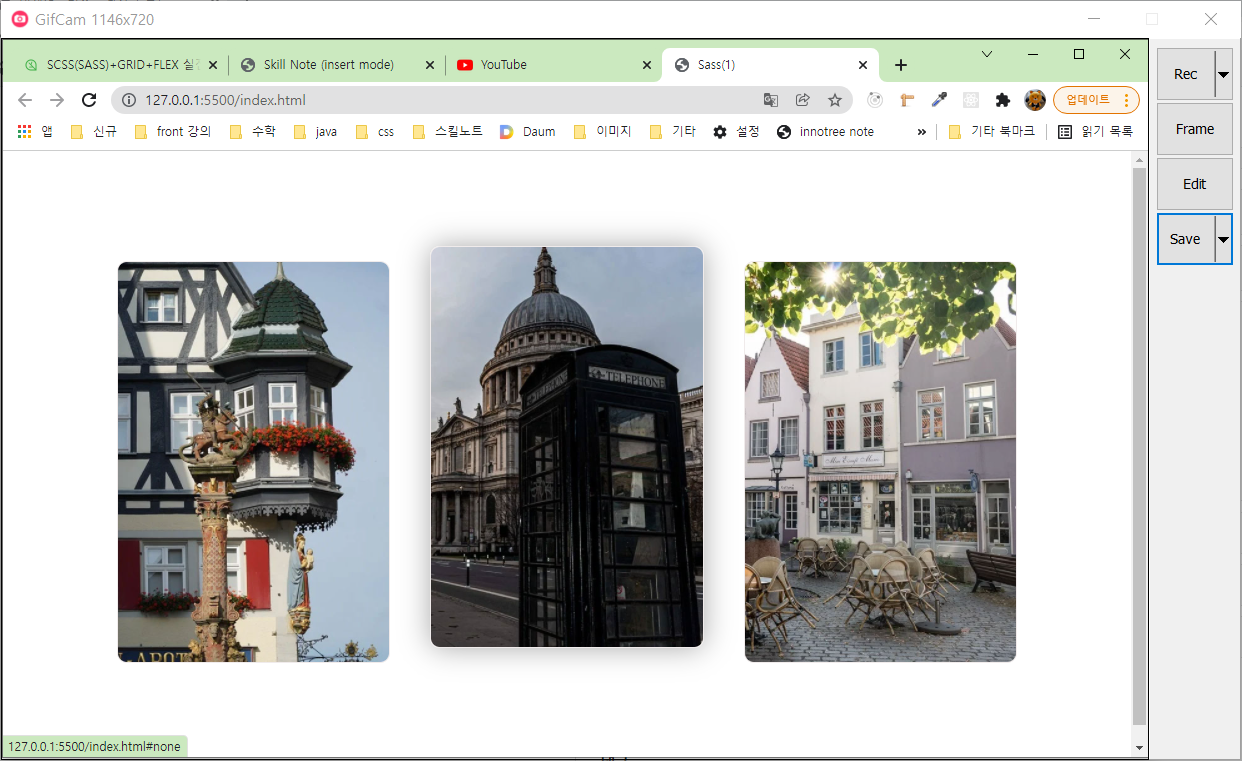 GifCam 1146x720
SCSS(SASS)+GRID+FLEX 실
Skill Note (insert mode)
YouTube
Sass(1)
127.0.0.1:5500/index.html
업데이트
앱
신규
front 강의
수학
java
css
스킬노트
Daum
이미지
기타
설정
innotree note
»
기타 북마크
읽기 목록
Rec
Frame
Edit
Save
TELEPHONE
TELEPHONE
127.0.0.1:5500/index.html#none